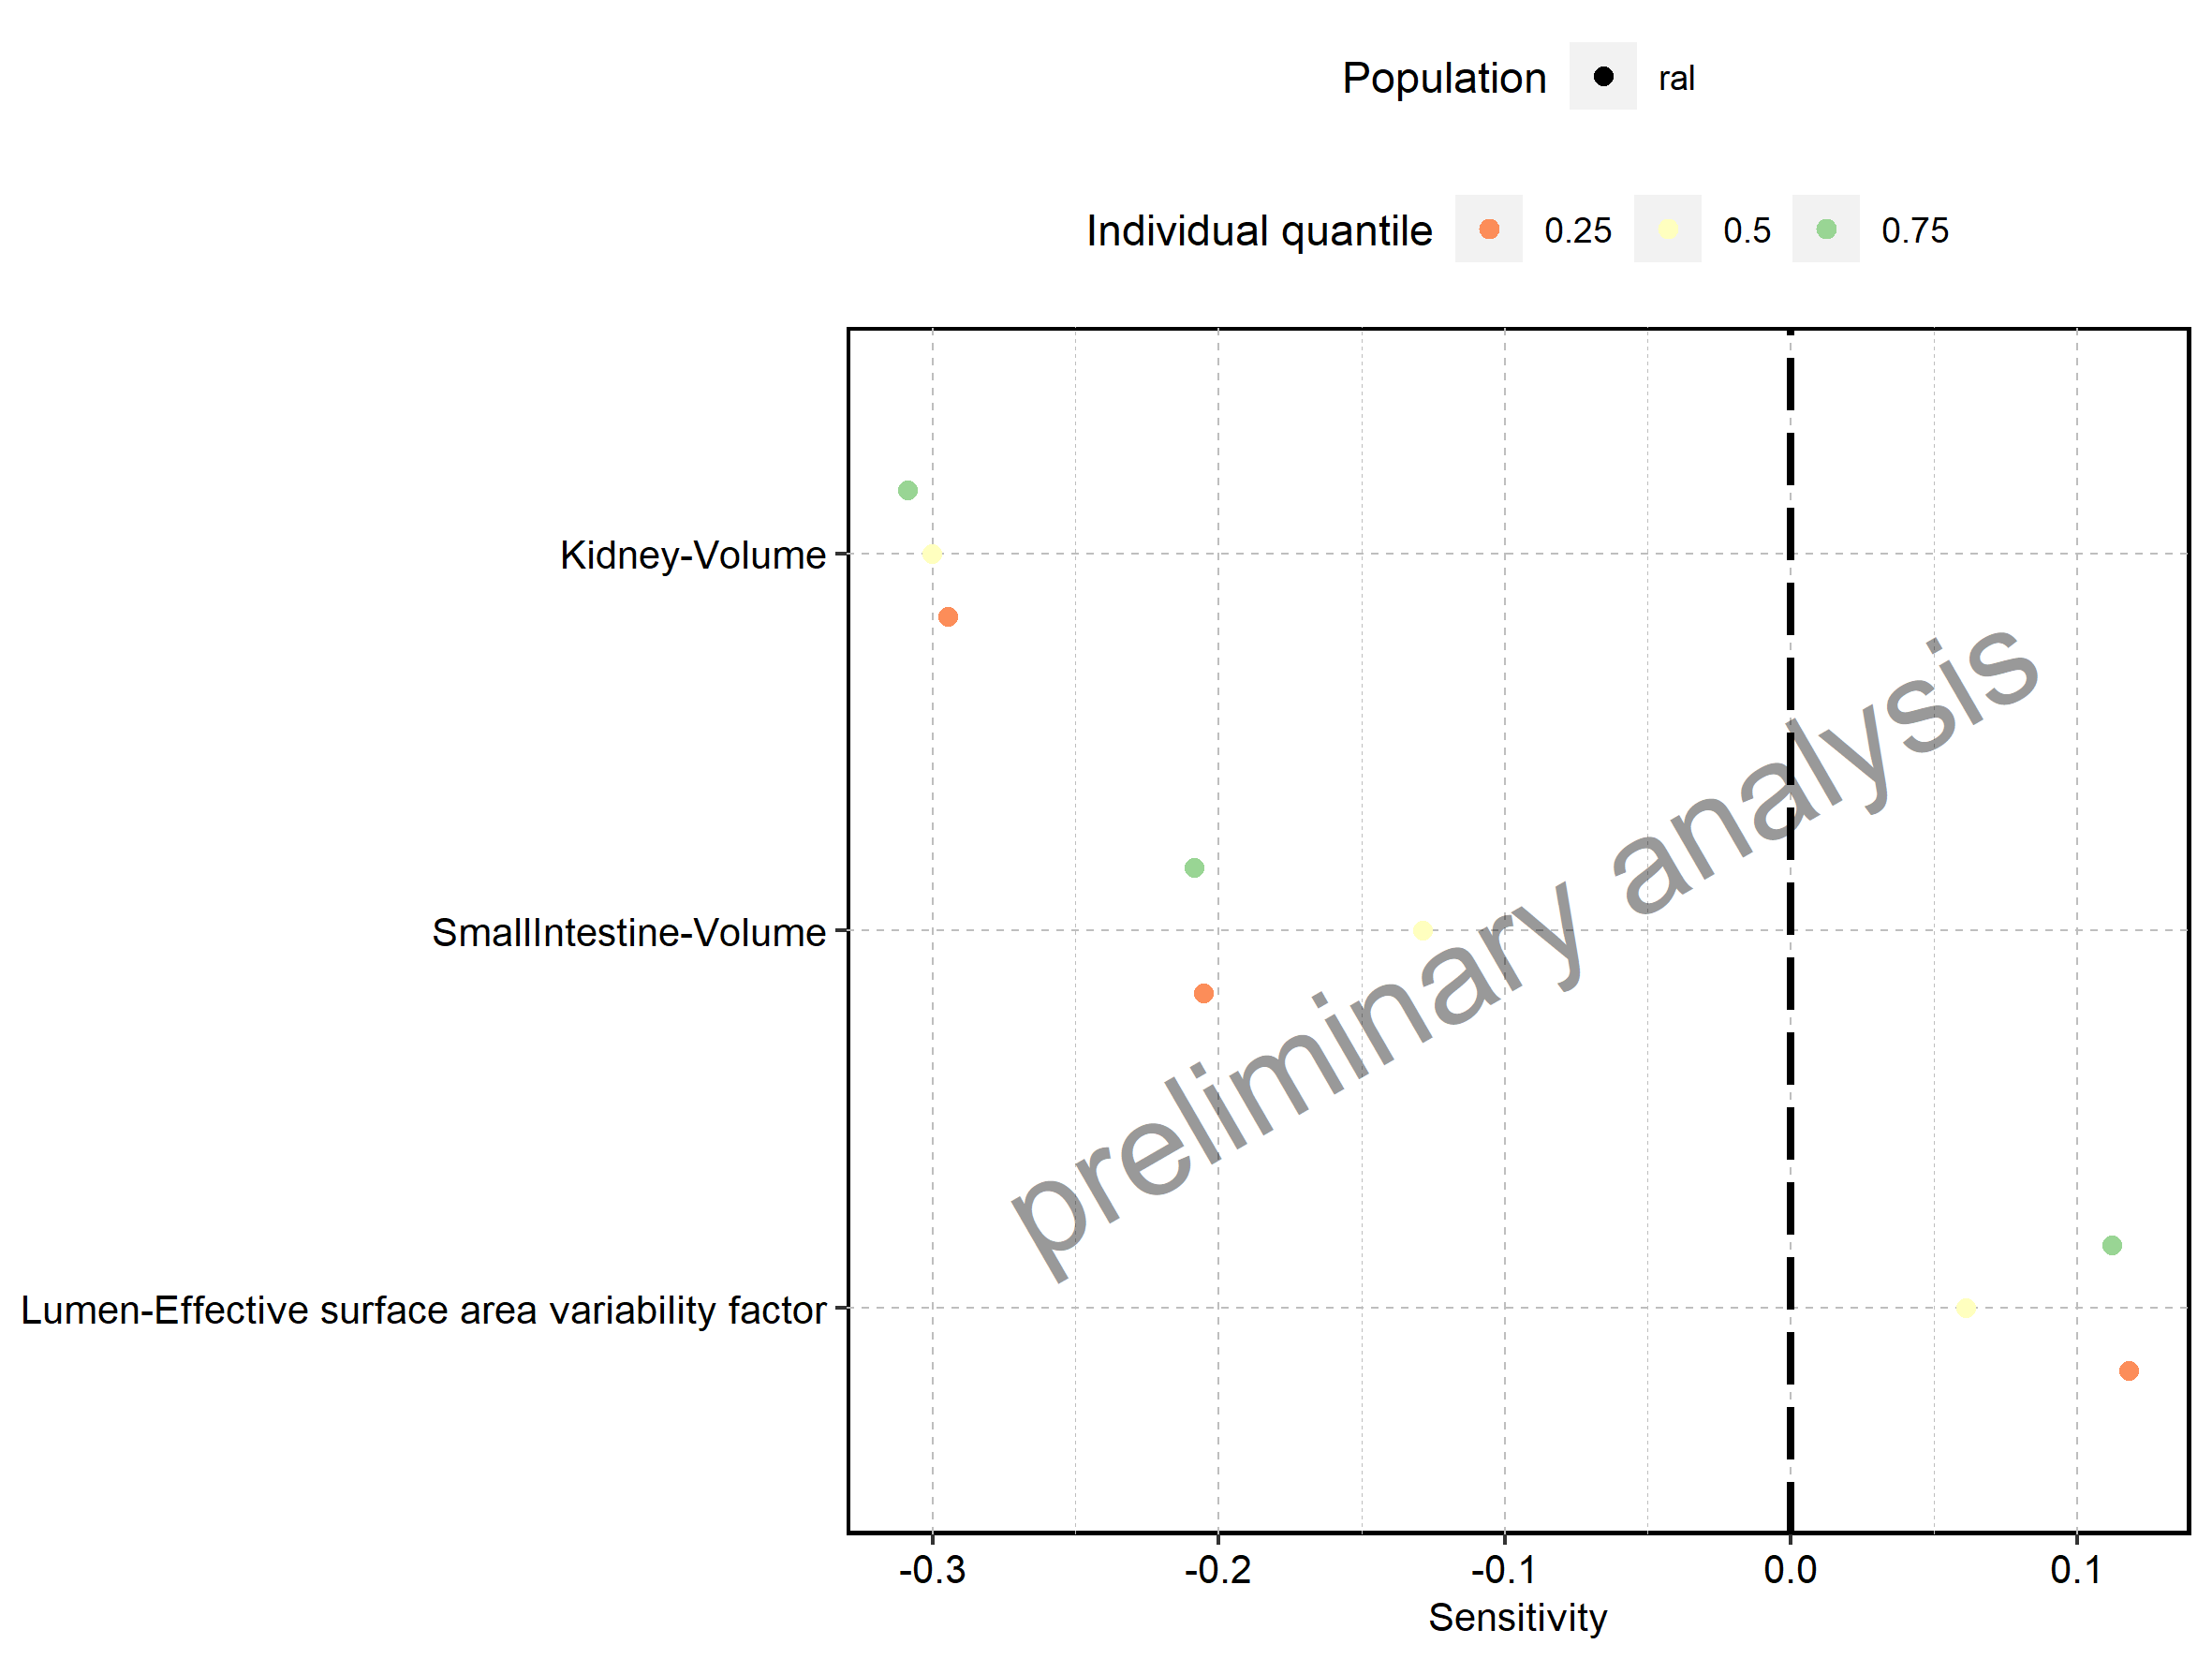 Population ral
Individual quantile 0.25 0.5 0.75
Kidney-Volume
SmallIntestine-Volume
Lumen-Effective surface area variability factor
preliminary analysis
-0.3 -0.2 -0.1 0.0 0.1
Sensitivity